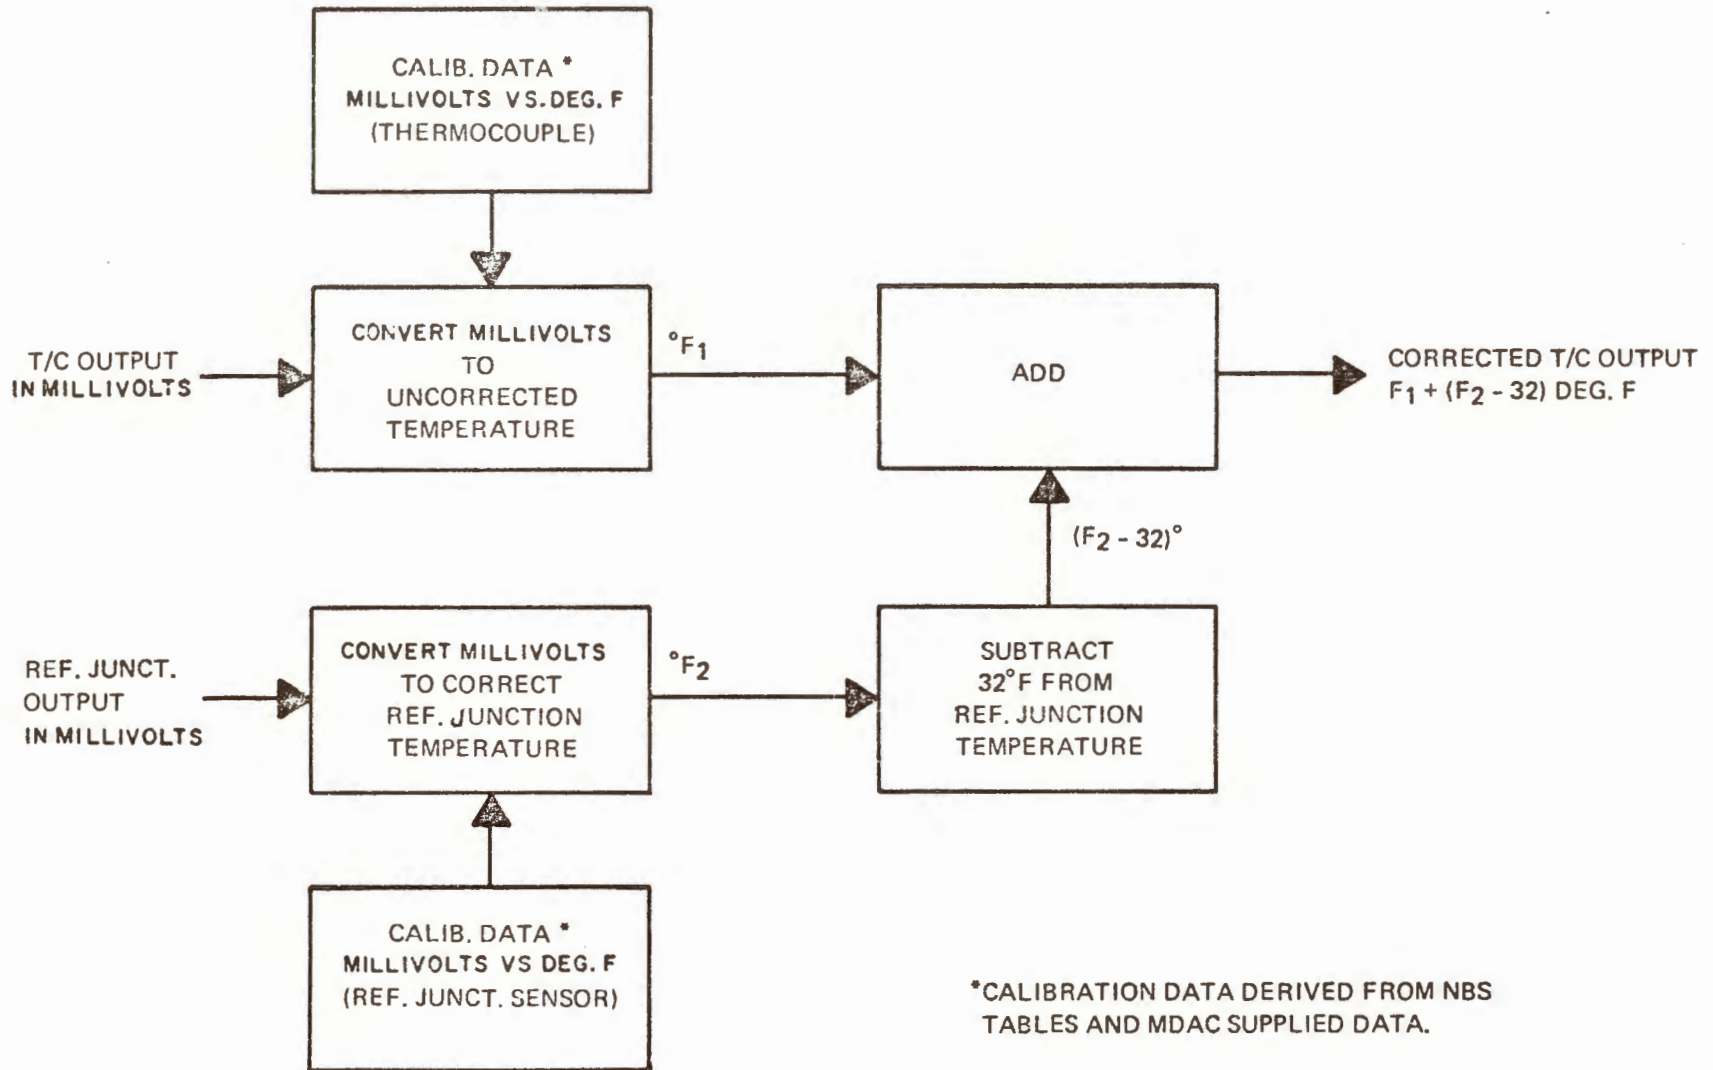 CALIB. DATA *
MILLIVOLTS VS. DEG. F
(THERMOCOUPLE)
T/C OUTPUT
IN MILLIVOLTS
CONVERT MILLIVOLTS
TO
UNCORRECTED
TEMPERATURE
°F1
ADD
CORRECTED T/C OUTPUT
F1 + (F2 - 32) DEG. F
(F2 - 32)°
REF. JUNCT.
OUTPUT
IN MILLIVOLTS
CONVERT MILLIVOLTS
TO CORRECT
REF. JUNCTION
TEMPERATURE
°F2
SUBTRACT
32°F FROM
REF. JUNCTION
TEMPERATURE
CALIB. DATA *
MILLIVOLTS VS DEG. F
(REF. JUNCT. SENSOR)
*CALIBRATION DATA DERIVED FROM NBS
TABLES AND MDAC SUPPLIED DATA.